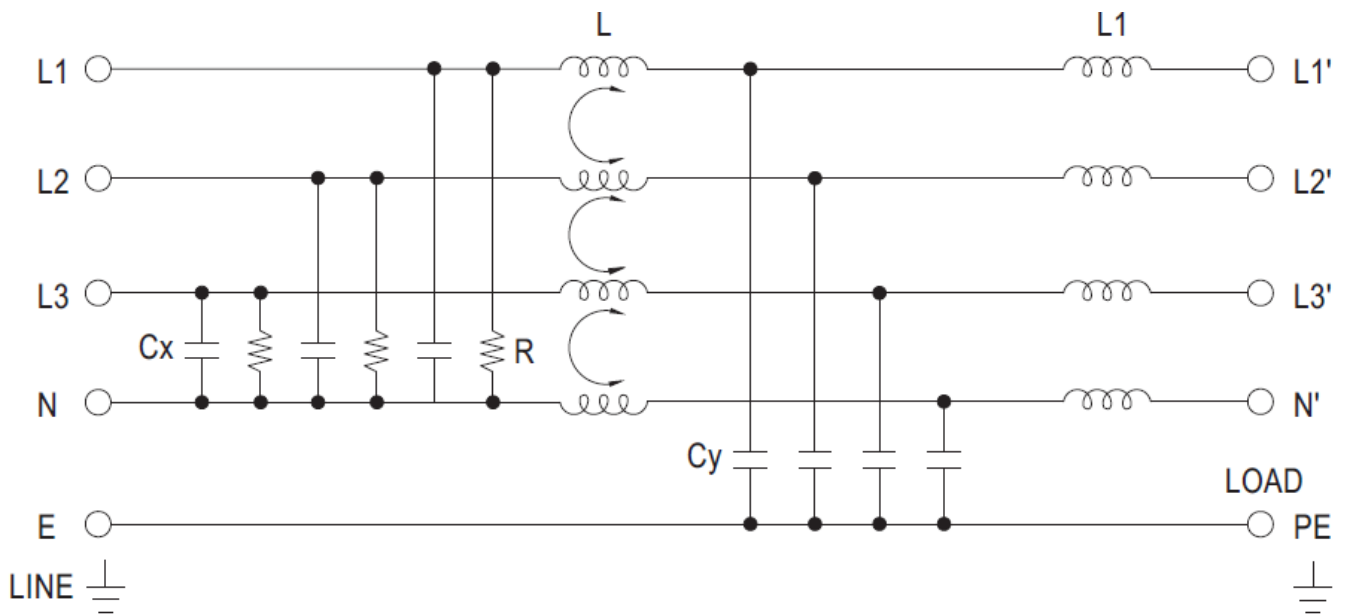 L L1
L1 L1'
L2 L2'
L3 L3'
Cx R
N N'
Cy
LOAD
E PE
LINE